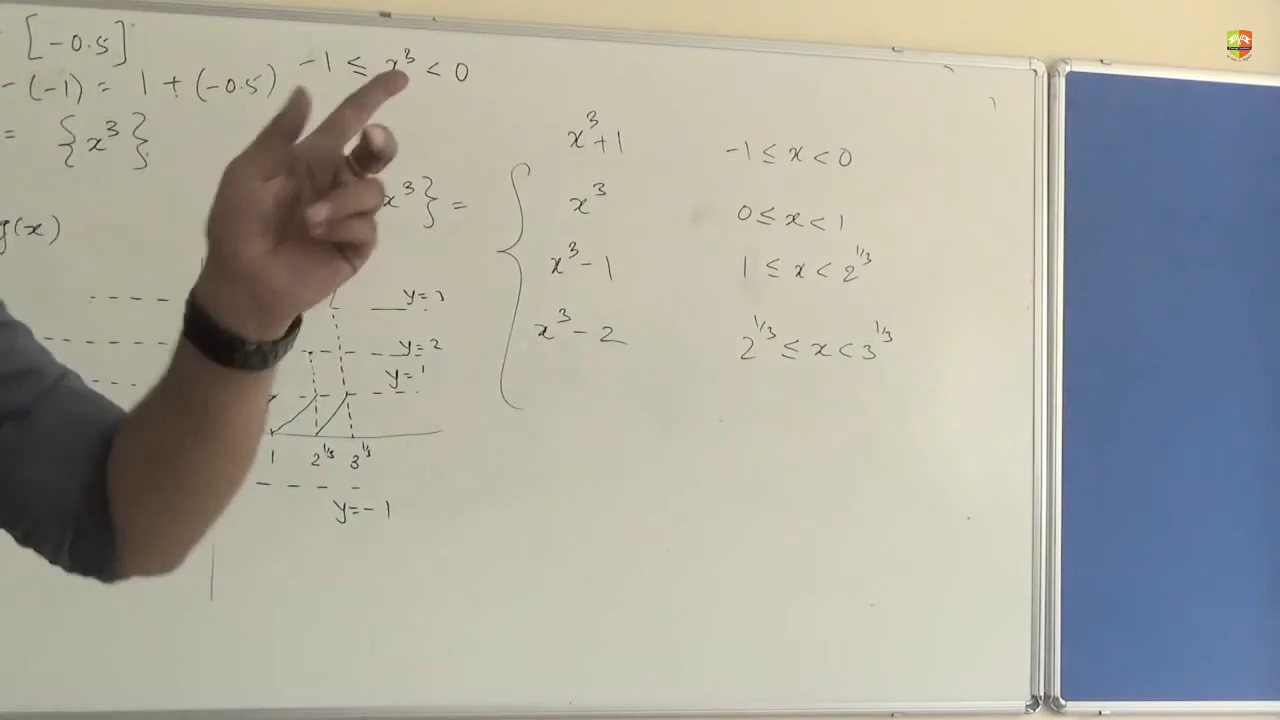 [-0.5]
- (-1) = 1 + (-0.5)
-1 ≤ x³ < 0
= {x³}
g(x)
x³} =
x³+1   -1 ≤ x < 0
x³   0 ≤ x < 1
x³-1   1 ≤ x < 2^{1/3}
x³-2   2^{1/3} ≤ x < 3^{1/3}
y=3
y=2
y=1
1   2^{1/3}   3^{1/3}
y=-1